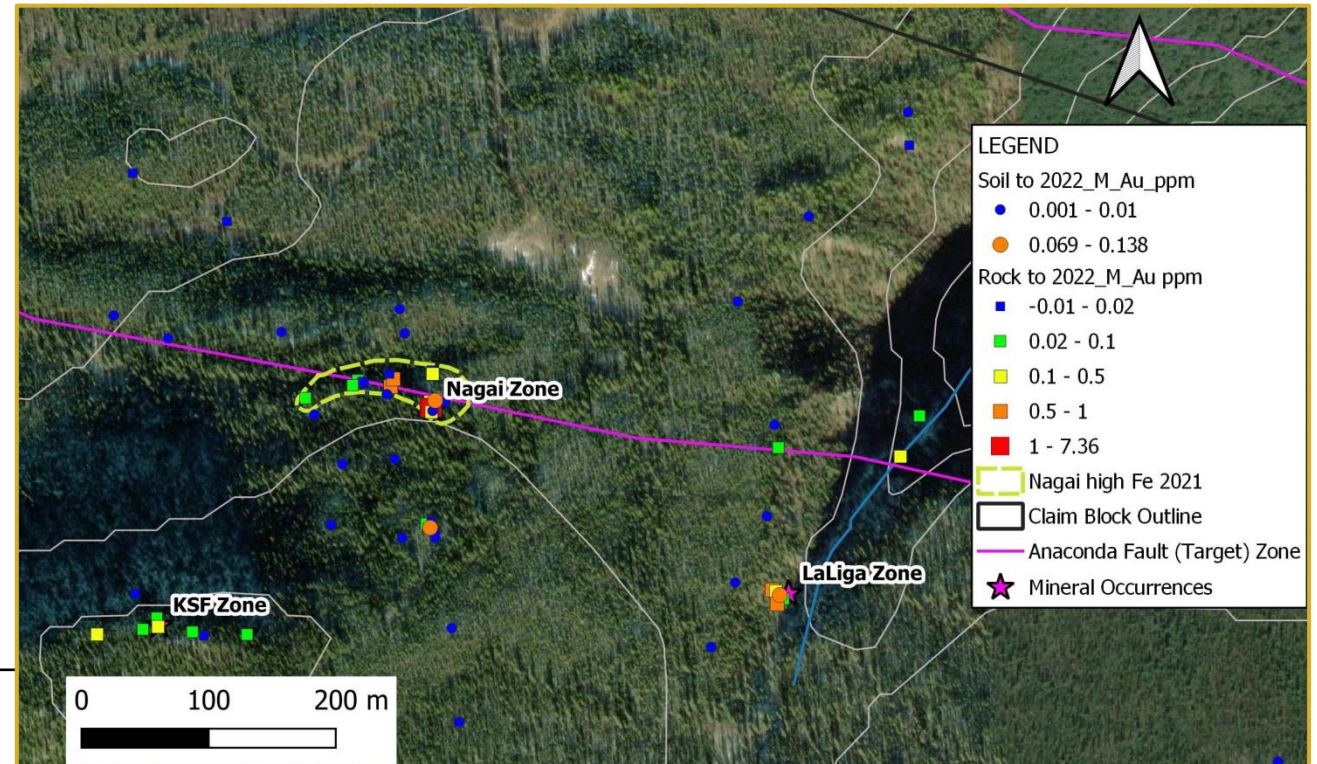 LEGEND
Soil to 2022_M_Au_ppm
0.001 - 0.01
0.069 - 0.138
Rock to 2022_M_Au ppm
-0.01 - 0.02
0.02 - 0.1
0.1 - 0.5
0.5 - 1
1 - 7.36
Nagai high Fe 2021
Claim Block Outline
Anaconda Fault (Target) Zone
Mineral Occurrences
Nagai Zone
LaLiga Zone
KSF Zone
0 100 200 m